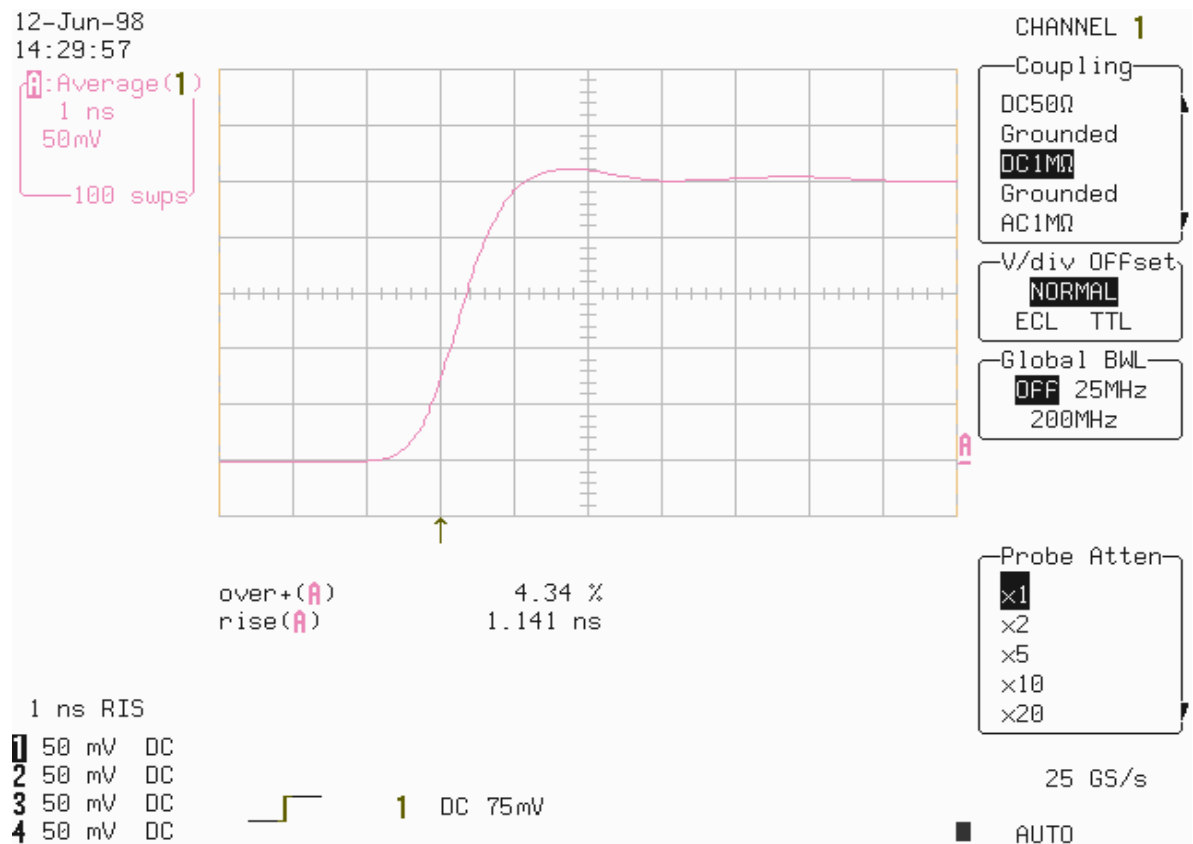 12-Jun-98
14:29:57
A:Average(1)
1 ns
50mV
100 swps
CHANNEL 1
Coupling
DC50Ω
Grounded
DC1MΩ
Grounded
AC1MΩ
V/div OFFset
NORMAL
ECL TTL
Global BWL
OFF 25MHz
200MHz
A
Probe Atten
×1
×2
×5
×10
×20
over+(A) 4.34 %
rise(A) 1.141 ns
1 ns RIS
1 50 mV DC
2 50 mV DC
3 50 mV DC
4 50 mV DC
1 DC 75mV
25 GS/s
AUTO